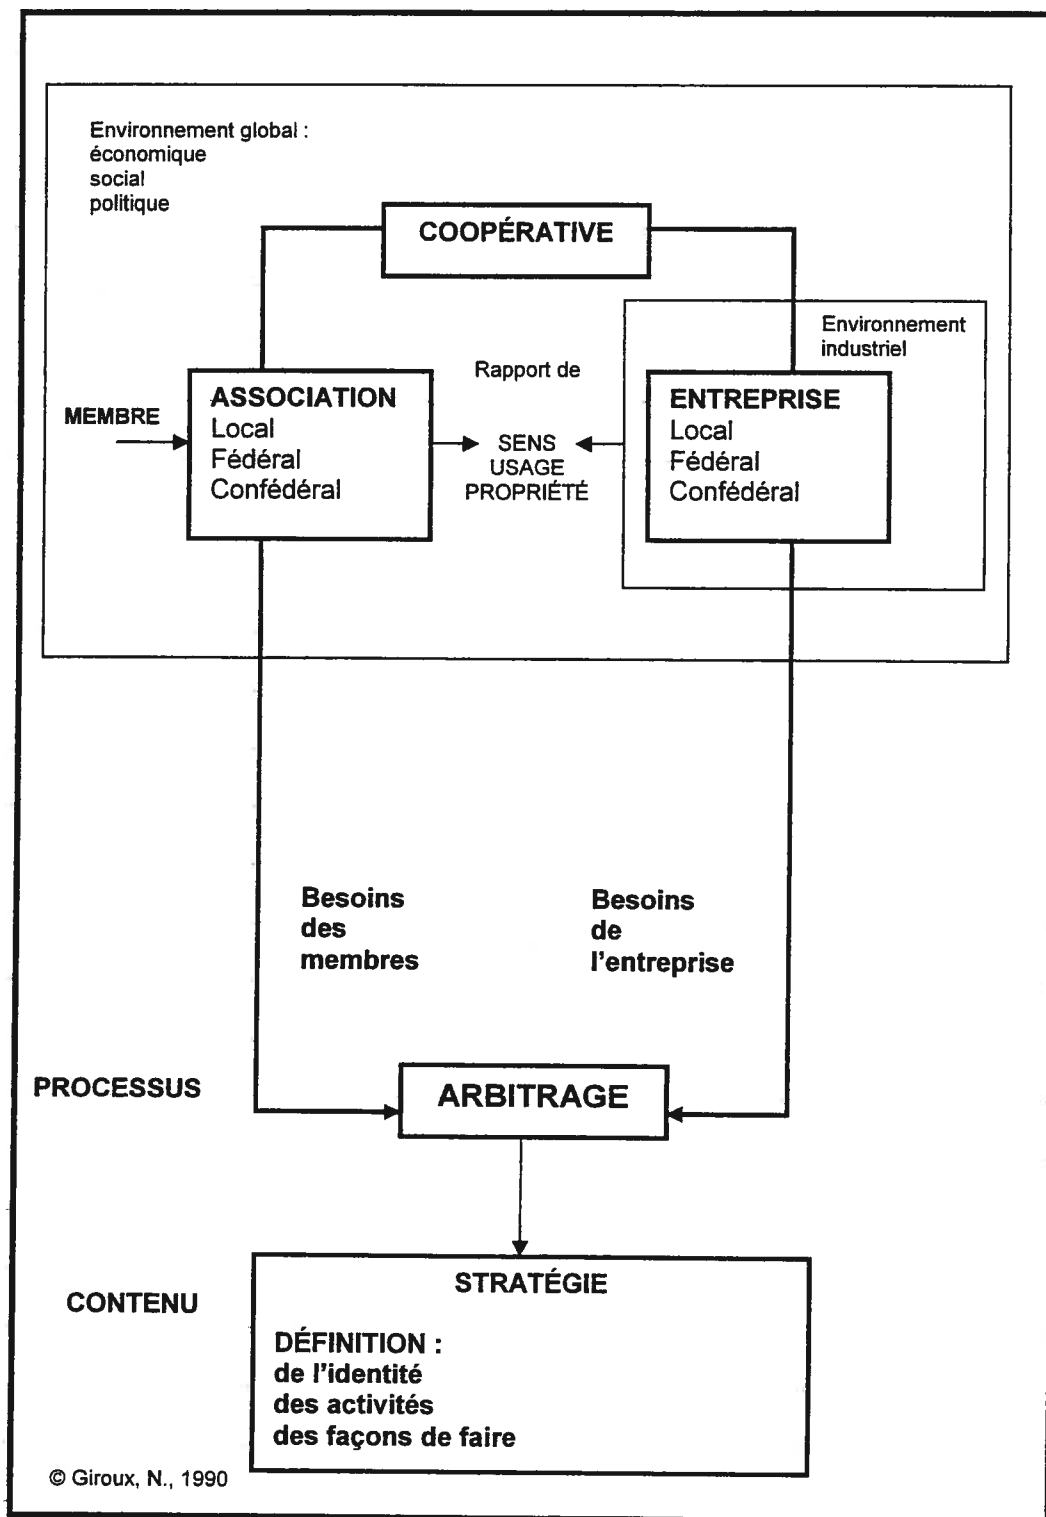 Environnement global :
économique
social
politique
COOPÉRATIVE
Environnement
industriel
Rapport de
MEMBRE
ASSOCIATION
Local
Fédéral
Confédéral
SENS
USAGE
PROPRIÉTÉ
ENTREPRISE
Local
Fédéral
Confédéral
Besoins
des
membres
Besoins
de
l'entreprise
PROCESSUS
ARBITRAGE
CONTENU
STRATÉGIE
DÉFINITION :
de l'identité
des activités
des façons de faire
© Giroux, N., 1990